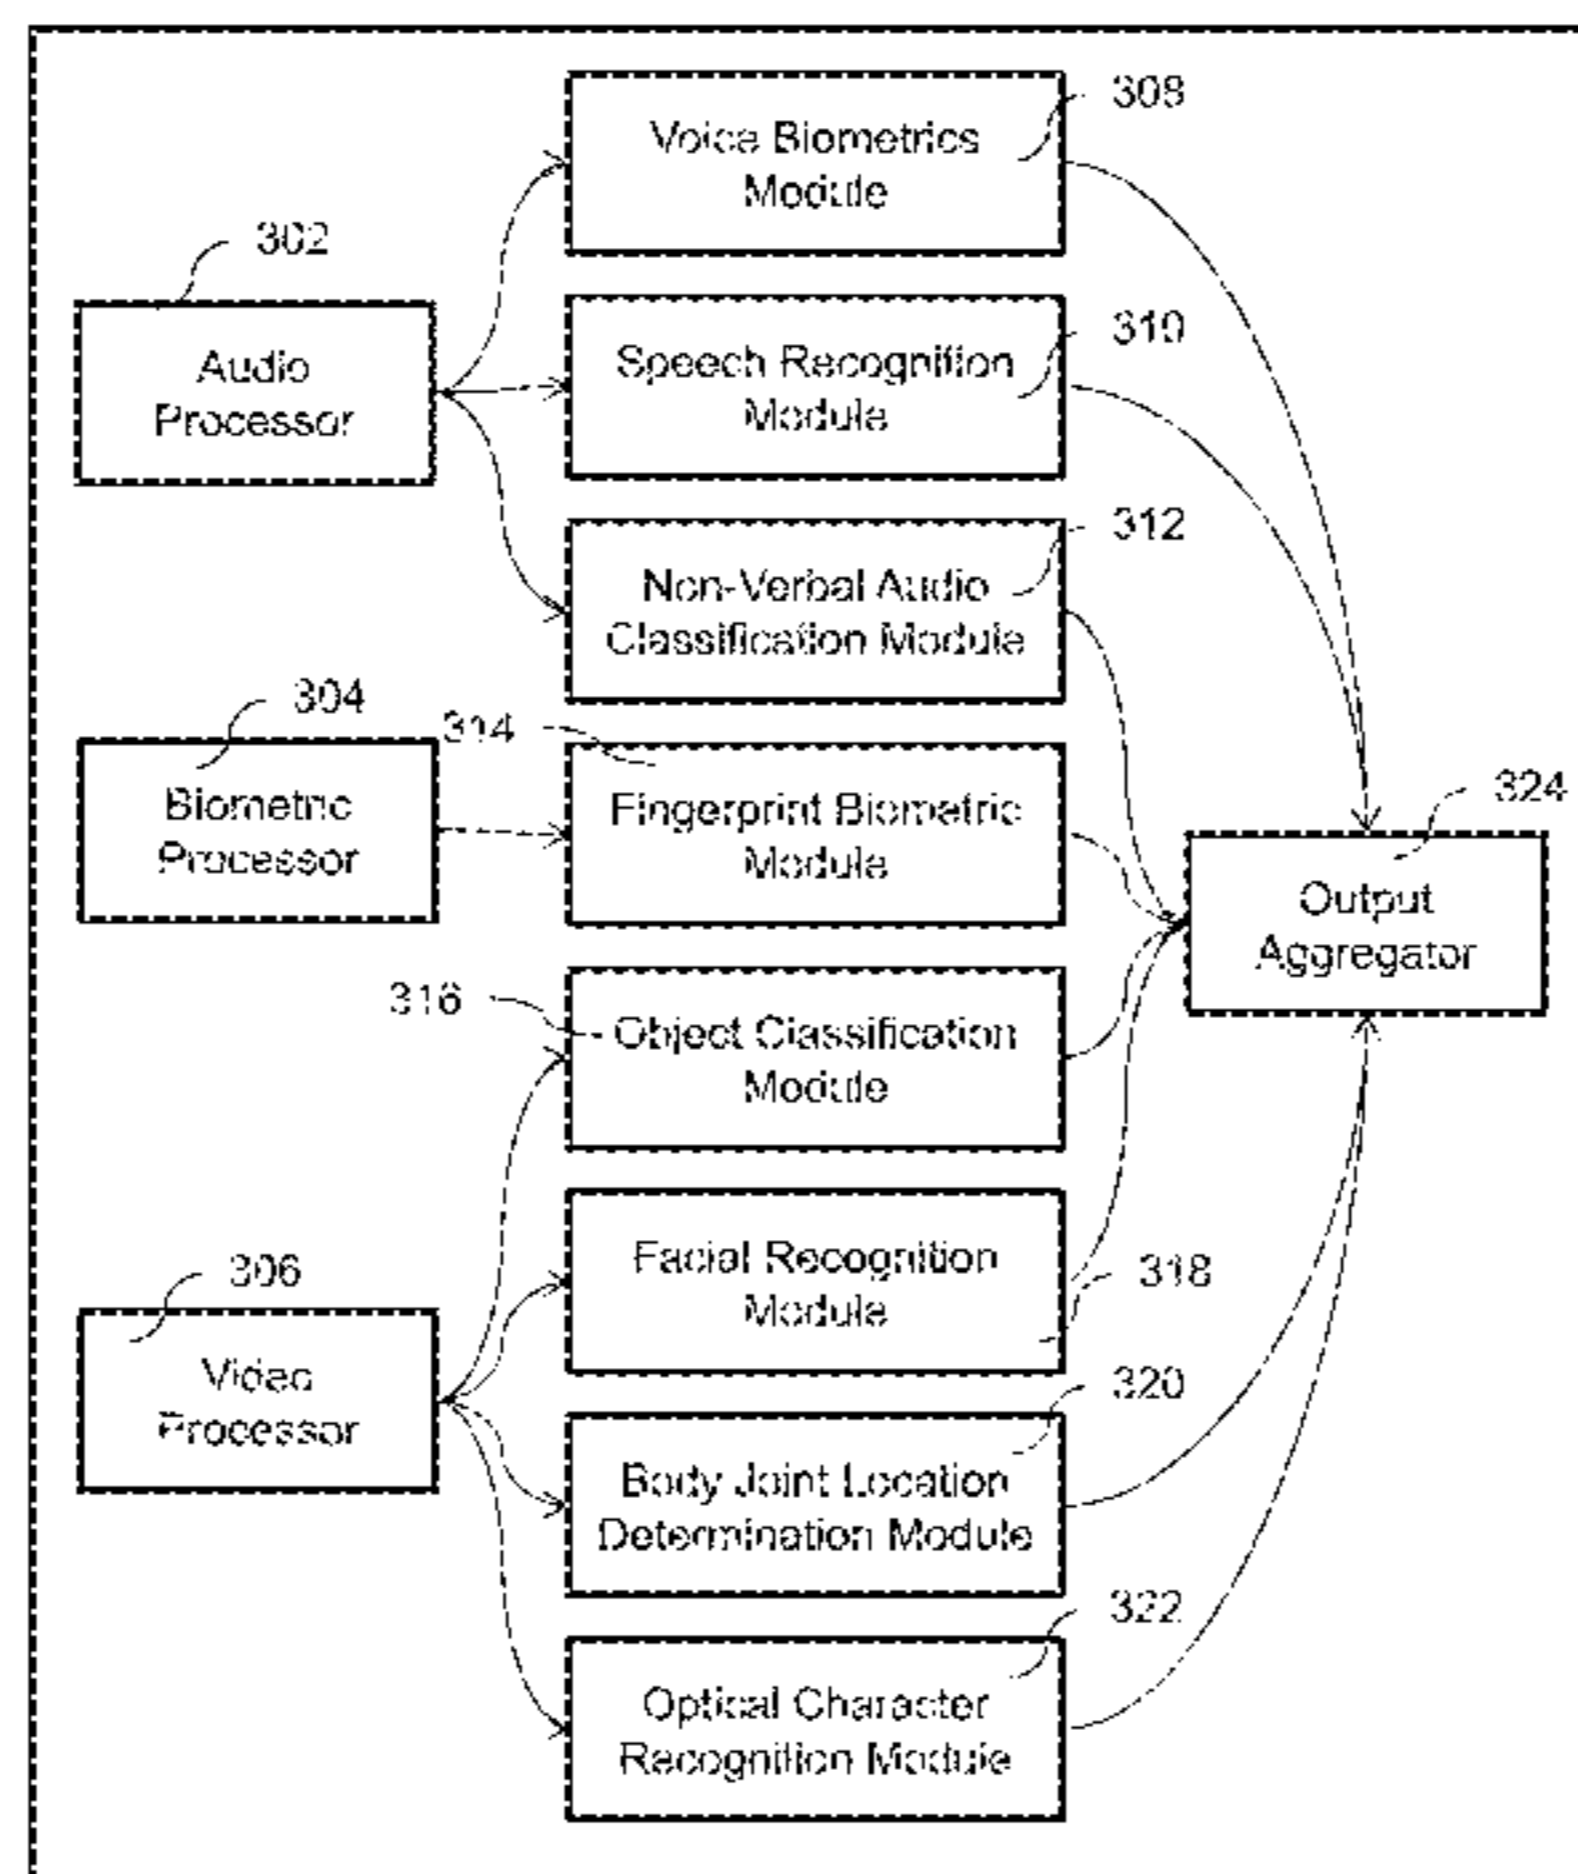 308
Voice Biometrics
Module
302
310
Audio
Processor
Speech Recognition
Module
312
Non-Verbal Audio
Classification Module
304
314
Biometric
Processor
Fingerprint Biometric
Module
324
Output
Aggregator
316
Object Classification
Module
306
Facial Recognition
Module
318
Video
Processor
320
Body Joint Location
Determination Module
322
Optical Character
Recognition Module